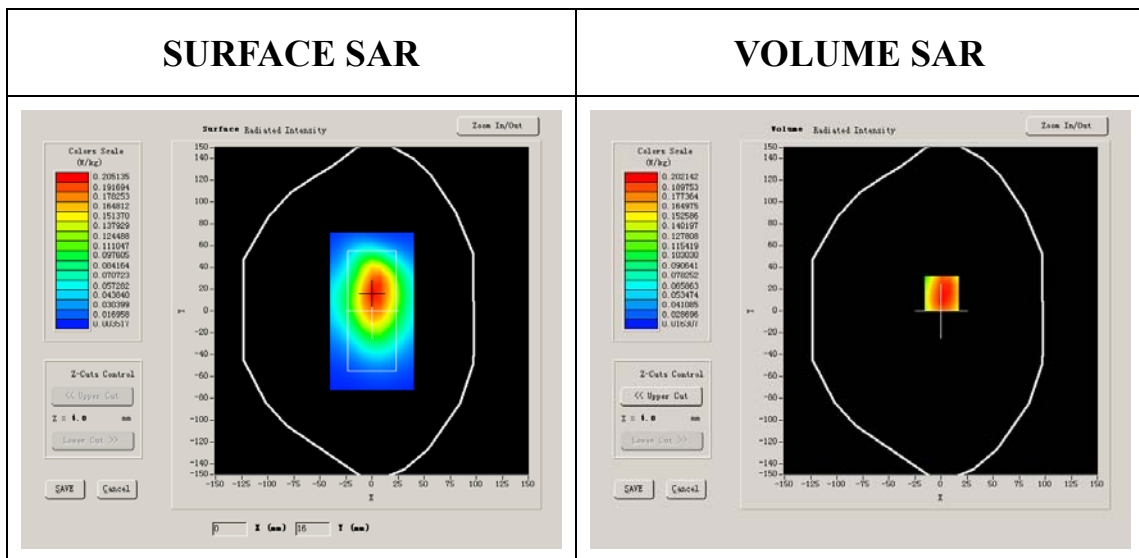 SURFACE SAR
VOLUME SAR
Surface Radiated Intensity
Zoom In/Out
Colors Scale
(W/kg)
0.205135
0.191694
0.178253
0.164812
0.151370
0.137929
0.124488
0.111047
0.097605
0.084164
0.070723
0.057282
0.043840
0.030399
0.016958
0.003517
150
140
120
100
80
60
40
20
0
-20
-40
-60
-80
-100
-120
-140
-150
Y
-150 -125 -100 -75 -50 -25 0 25 50 75 100 125 150
X
Z-Cuts Control
<< Upper Cut
Z = 4.0 mm
Lower Cut >>
SAVE Cancel
0 X (mm) 16 Y (mm)
Volume Radiated Intensity
Zoom In/Out
Colors Scale
(W/kg)
0.202142
0.189753
0.177364
0.164975
0.152586
0.140197
0.127808
0.115419
0.103030
0.090641
0.078252
0.065863
0.053474
0.041085
0.028696
0.016307
150
140
120
100
80
60
40
20
0
-20
-40
-60
-80
-100
-120
-140
-150
Y
-150 -125 -100 -75 -50 -25 0 25 50 75 100 125 150
X
Z-Cuts Control
<< Upper Cut
Z = 4.0 mm
Lower Cut >>
SAVE Cancel